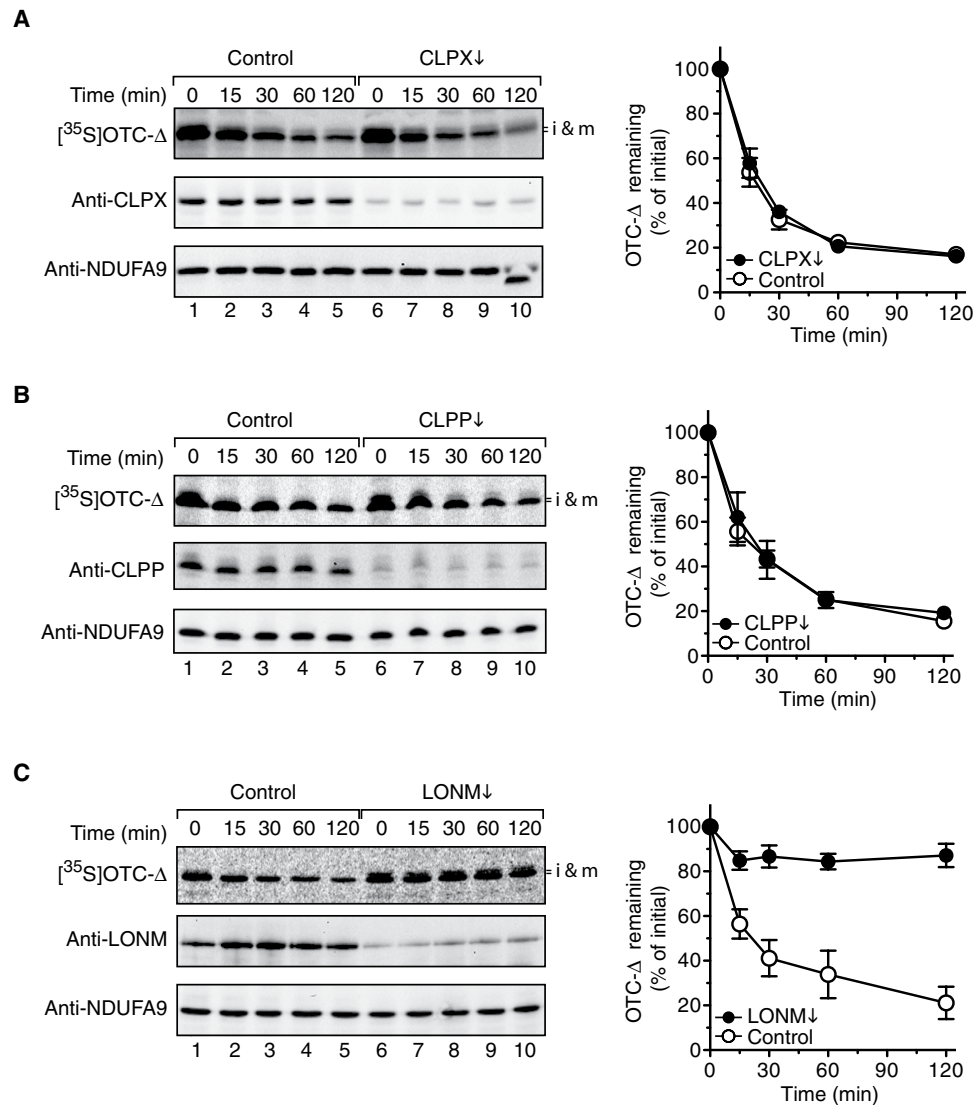 A
Control CLPX↓
Time (min) 0 15 30 60 120 0 15 30 60 120
[³⁵S]OTC-Δ = i & m
Anti-CLPX
Anti-NDUFA9
1 2 3 4 5 6 7 8 9 10
OTC-Δ remaining
(% of initial)
100
80
60
40
20
0
CLPX↓
Control
0 30 60 90 120
Time (min)
B
Control CLPP↓
Time (min) 0 15 30 60 120 0 15 30 60 120
[³⁵S]OTC-Δ = i & m
Anti-CLPP
Anti-NDUFA9
1 2 3 4 5 6 7 8 9 10
OTC-Δ remaining
(% of initial)
100
80
60
40
20
0
CLPP↓
Control
0 30 60 90 120
Time (min)
C
Control LONM↓
Time (min) 0 15 30 60 120 0 15 30 60 120
[³⁵S]OTC-Δ = i & m
Anti-LONM
Anti-NDUFA9
1 2 3 4 5 6 7 8 9 10
OTC-Δ remaining
(% of initial)
100
80
60
40
20
0
LONM↓
Control
0 30 60 90 120
Time (min)